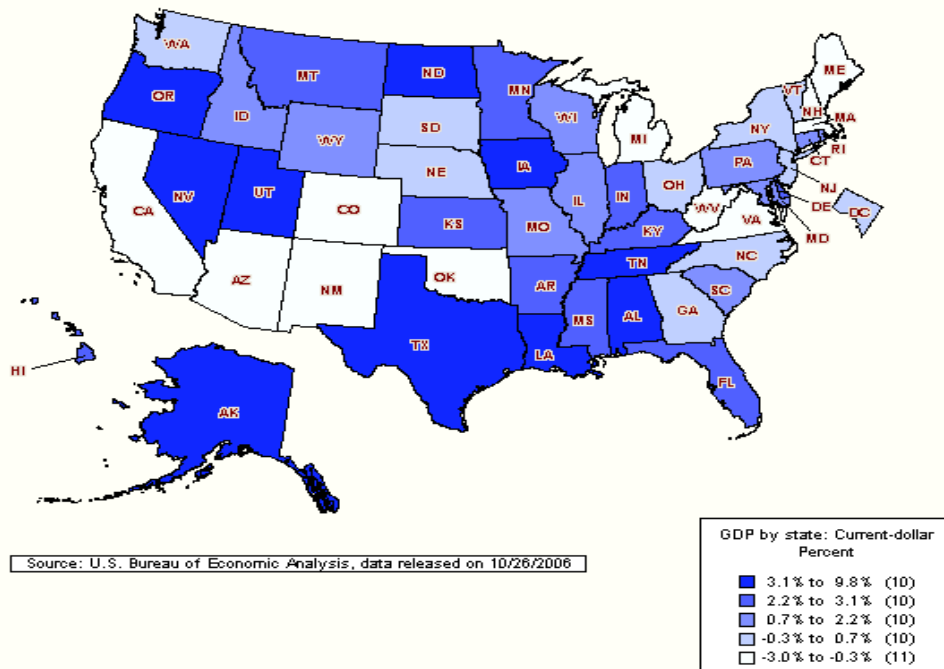 WA
MT
ND
MN
ME
OR
ID
SD
WI
VT
NH
MA
WY
MI
NY
RI
IA
PA
CT
NE
OH
NJ
NV
UT
IL
IN
DE
CA
CO
WV
DC
KS
MO
KY
VA
MD
TN
NC
AZ
OK
NM
AR
SC
MS
AL
GA
TX
LA
HI
FL
AK
GDP by state: Current-dollar
Percent
Source: U.S. Bureau of Economic Analysis, data released on 10/26/2006
3.1% to 9.8% (10)
2.2% to 3.1% (10)
0.7% to 2.2% (10)
-0.3% to 0.7% (10)
-3.0% to -0.3% (11)